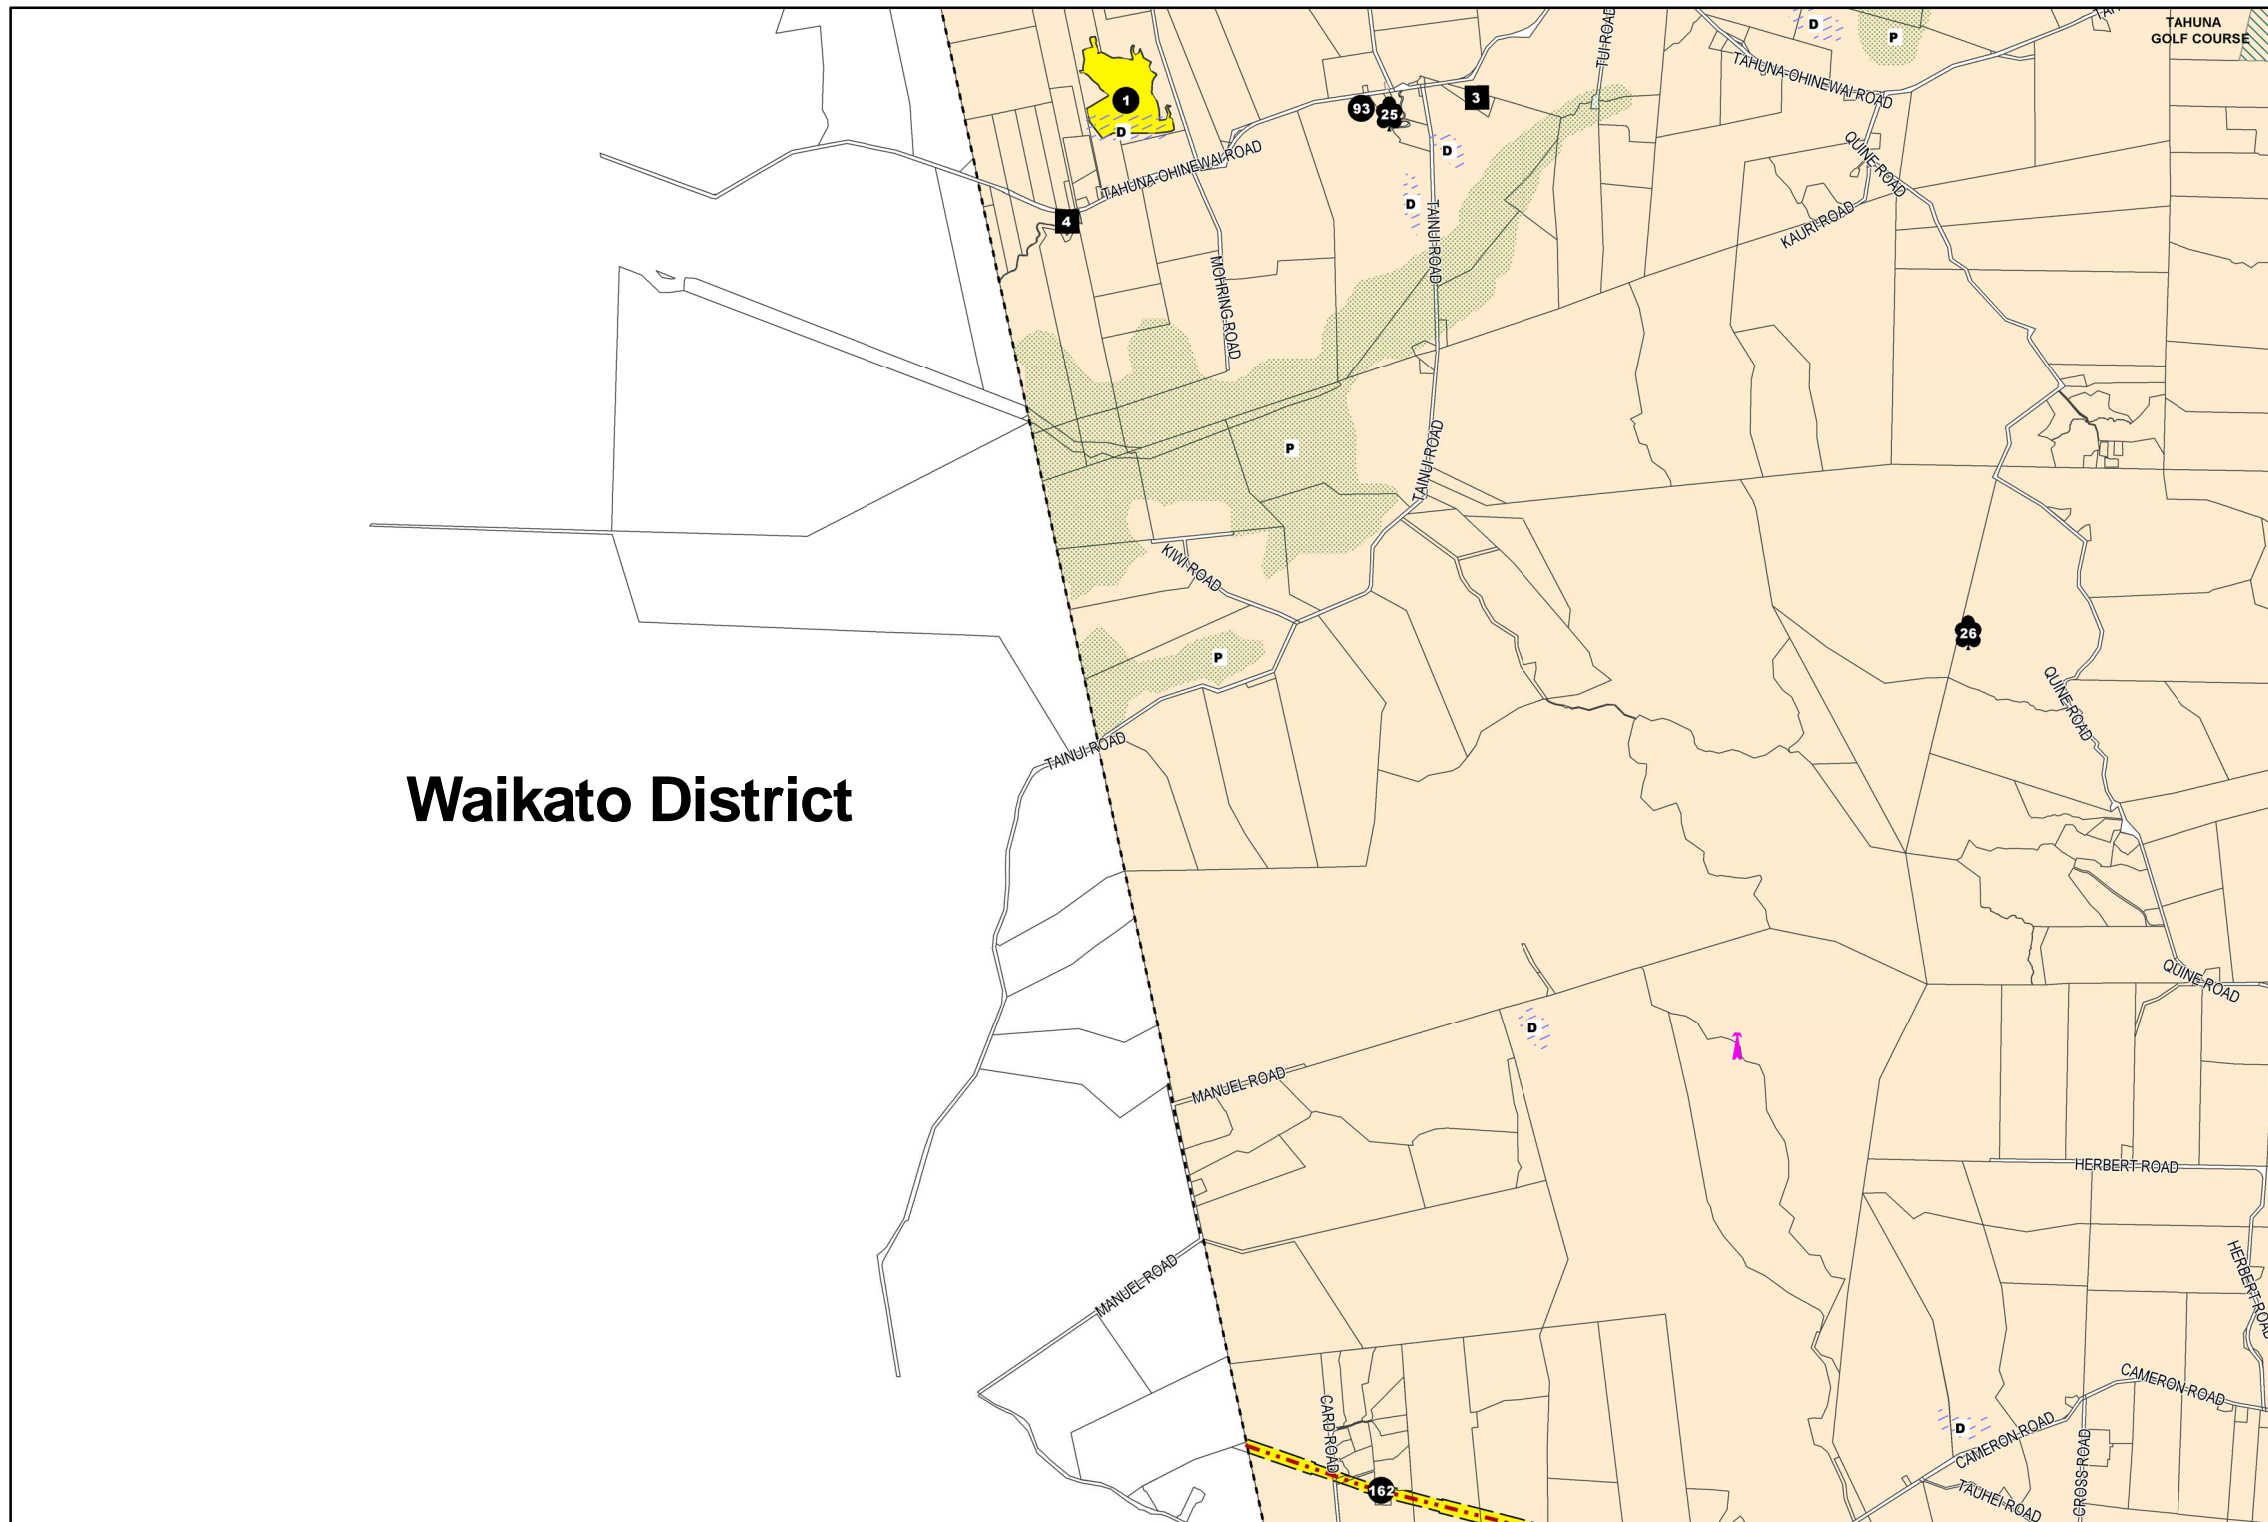 D
P
TAHUNA
GOLF COURSE
TUI ROAD
TAHUNA-OHINEWAI ROAD
1
D
93
25
3
D
TAHUNA-OHINEWAI ROAD
QUINE ROAD
4
D
TAINUI ROAD
KAURI ROAD
MOHRING ROAD
P
TAINUI ROAD
KIWI ROAD
26
P
QUINE ROAD
TAINUI ROAD
Waikato District
QUINE ROAD
D
MANUEL ROAD
HERBERT ROAD
MANUEL ROAD
HERBERT ROAD
CAMERON ROAD
CARD ROAD
D
CAMERON ROAD
CROSS ROAD
162
TAUHEI ROAD